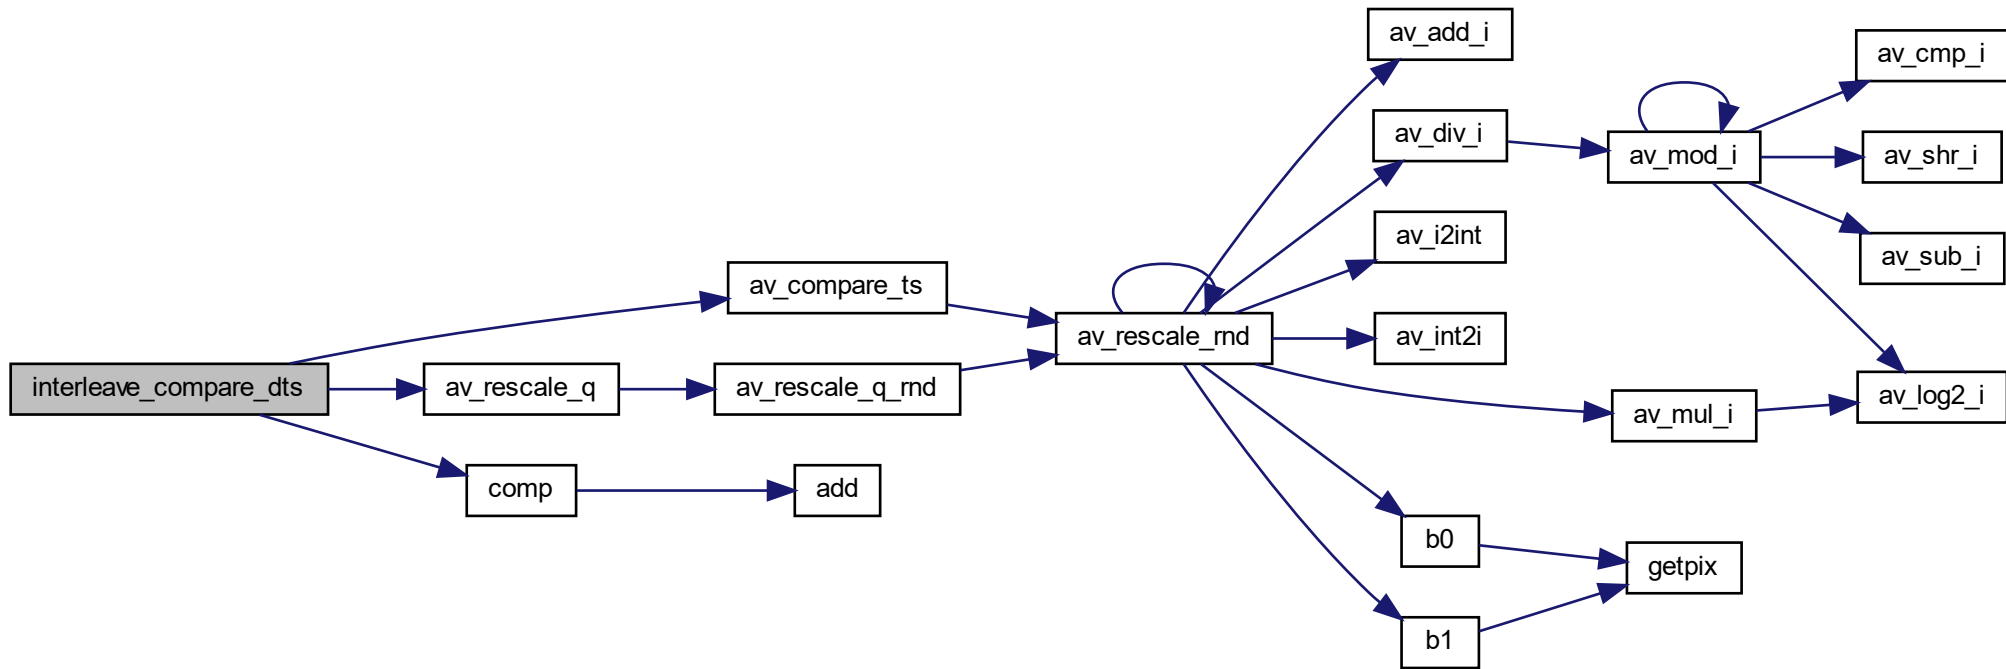 av_add_i
av_cmp_i
av_div_i
av_mod_i
av_shr_i
av_i2int
av_sub_i
av_compare_ts
av_rescale_rnd
av_int2i
interleave_compare_dts
av_rescale_q
av_rescale_q_rnd
av_mul_i
av_log2_i
comp
add
b0
getpix
b1